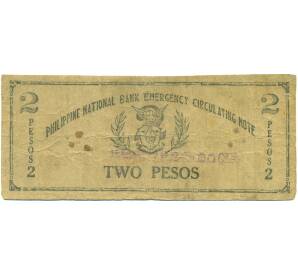 2 PHILIPPINE NATIONAL BANK EMERGENCY CIRCULATING NOTE 2
PESOS PESOS
2 TWO PESOS 2